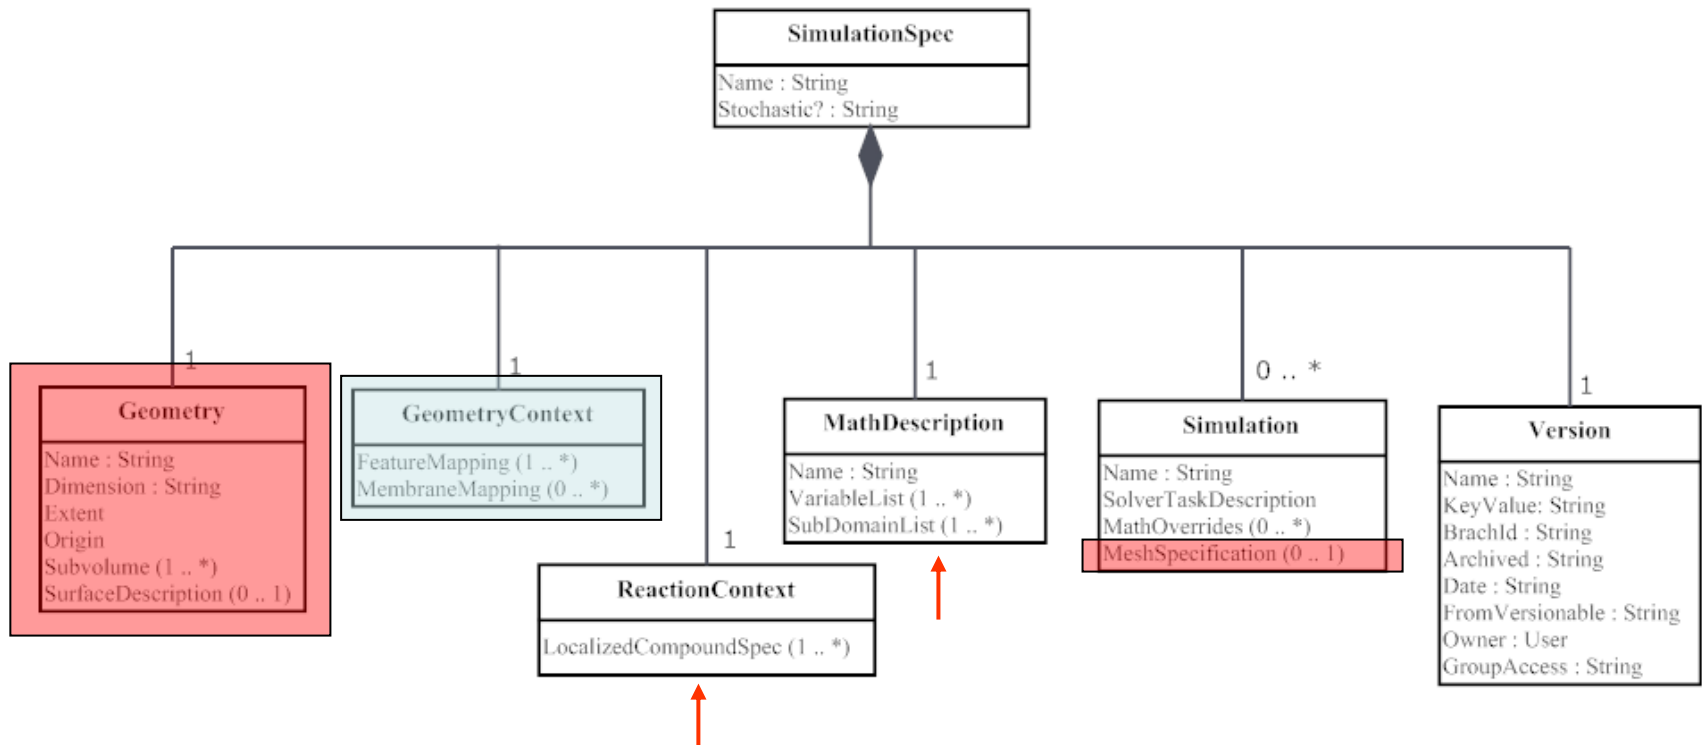 SimulationSpec
Name : String
Stochastic? : String
1
Geometry
Name : String
Dimension : String
Extent
Origin
Subvolume (1 .. *)
SurfaceDescription (0 .. 1)
1
GeometryContext
FeatureMapping (1 .. *)
MembraneMapping (0 .. *)
1
ReactionContext
LocalizedCompoundSpec (1 .. *)
1
MathDescription
Name : String
VariableList (1 .. *)
SubDomainList (1 .. *)
0 .. *
Simulation
Name : String
SolverTaskDescription
MathOverrides (0 .. *)
MeshSpecification (0 .. 1)
1
Version
Name : String
KeyValue: String
BrachId : String
Archived : String
Date : String
FromVersionable : String
Owner : User
GroupAccess : String